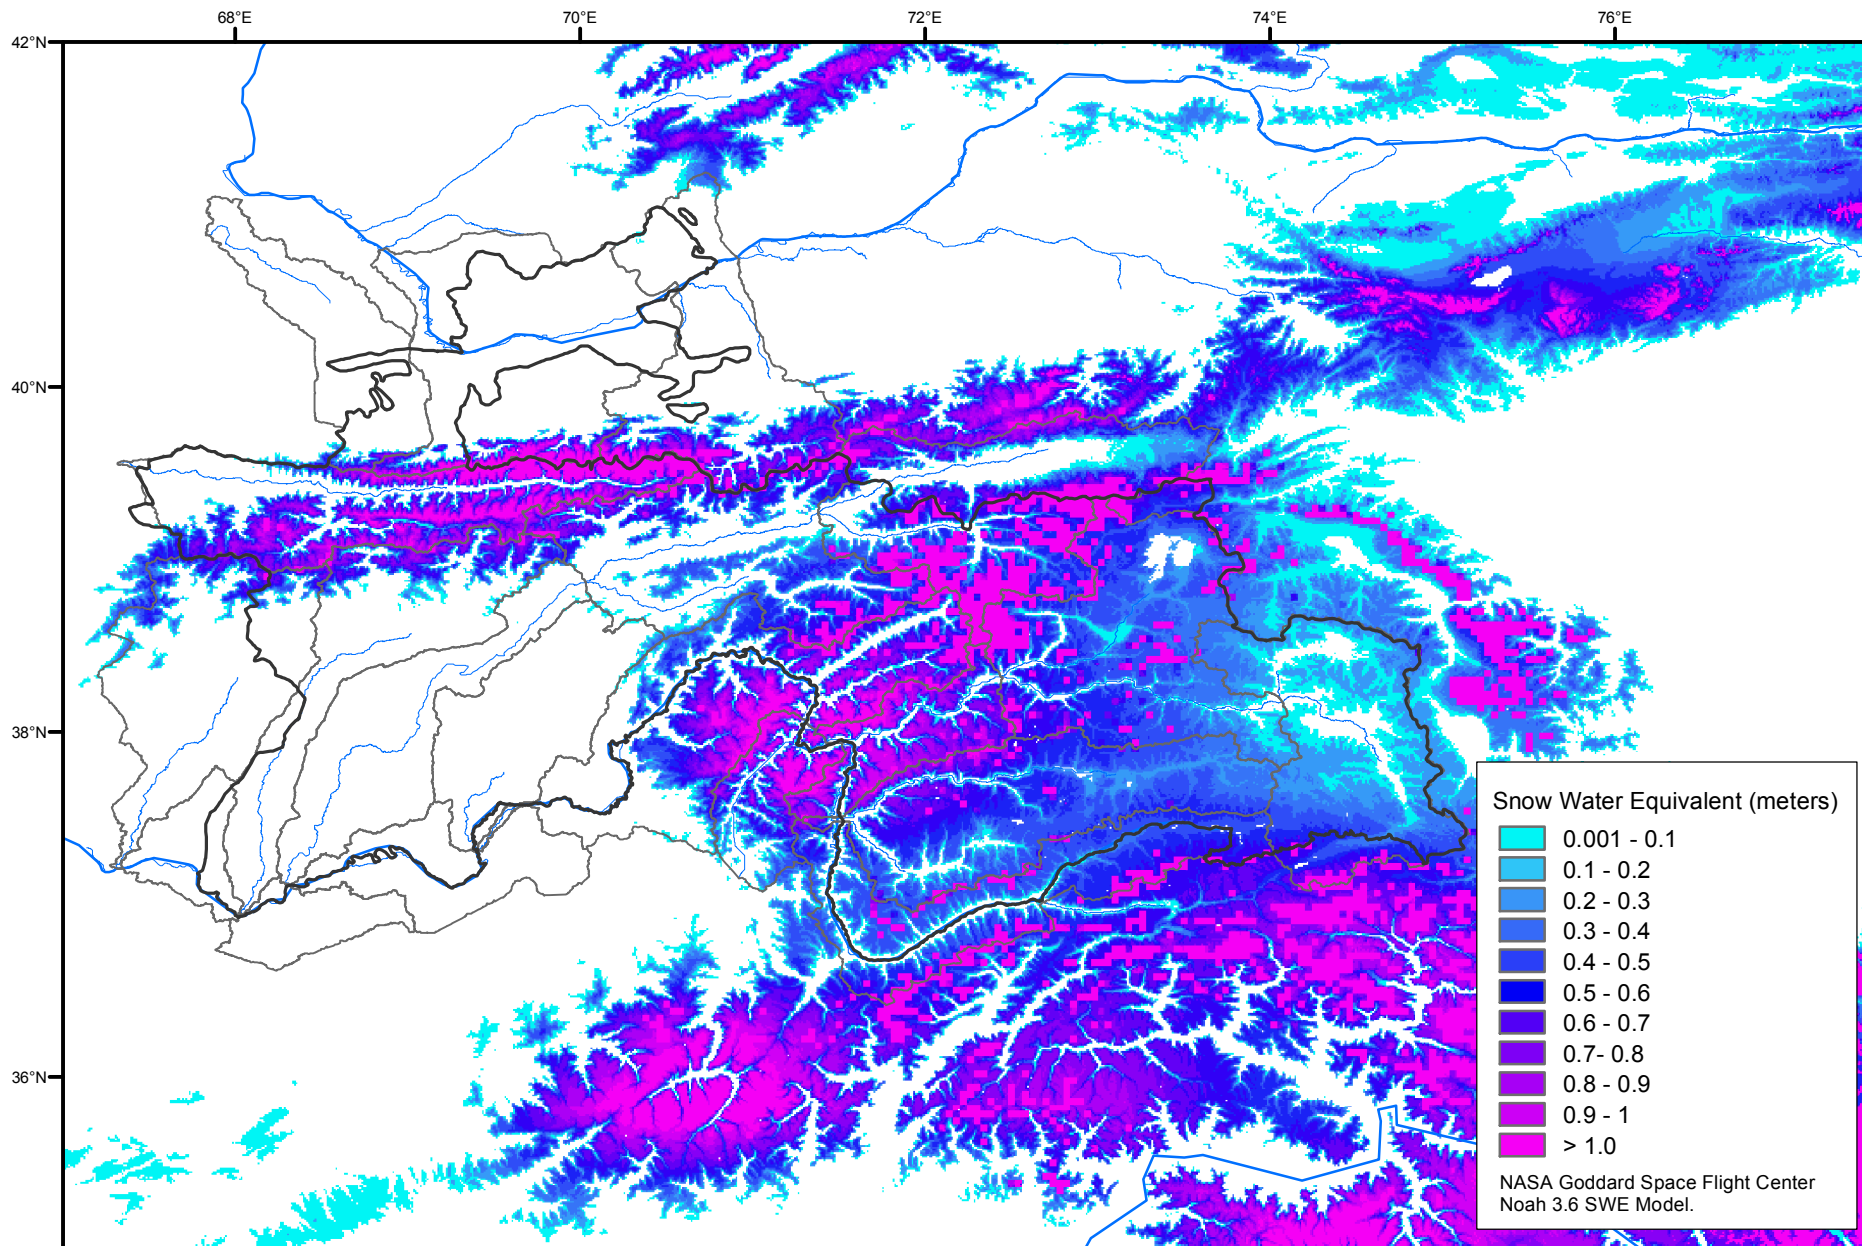 68°E
70°E
72°E
74°E
76°E
42°N
40°N
38°N
36°N
Snow Water Equivalent (meters)
0.001 - 0.1
0.1 - 0.2
0.2 - 0.3
0.3 - 0.4
0.4 - 0.5
0.5 - 0.6
0.6 - 0.7
0.7- 0.8
0.8 - 0.9
0.9 - 1
> 1.0
NASA Goddard Space Flight Center
Noah 3.6 SWE Model.